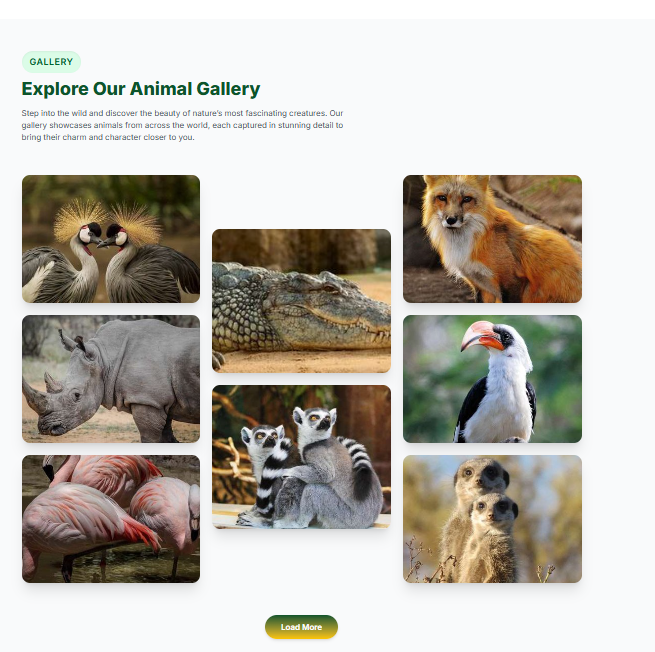 GALLERY
Explore Our Animal Gallery
Step into the wild and discover the beauty of nature's most fascinating creatures. Our
gallery showcases animals from across the world, each captured in stunning detail to
bring their charm and character closer to you.
Load More